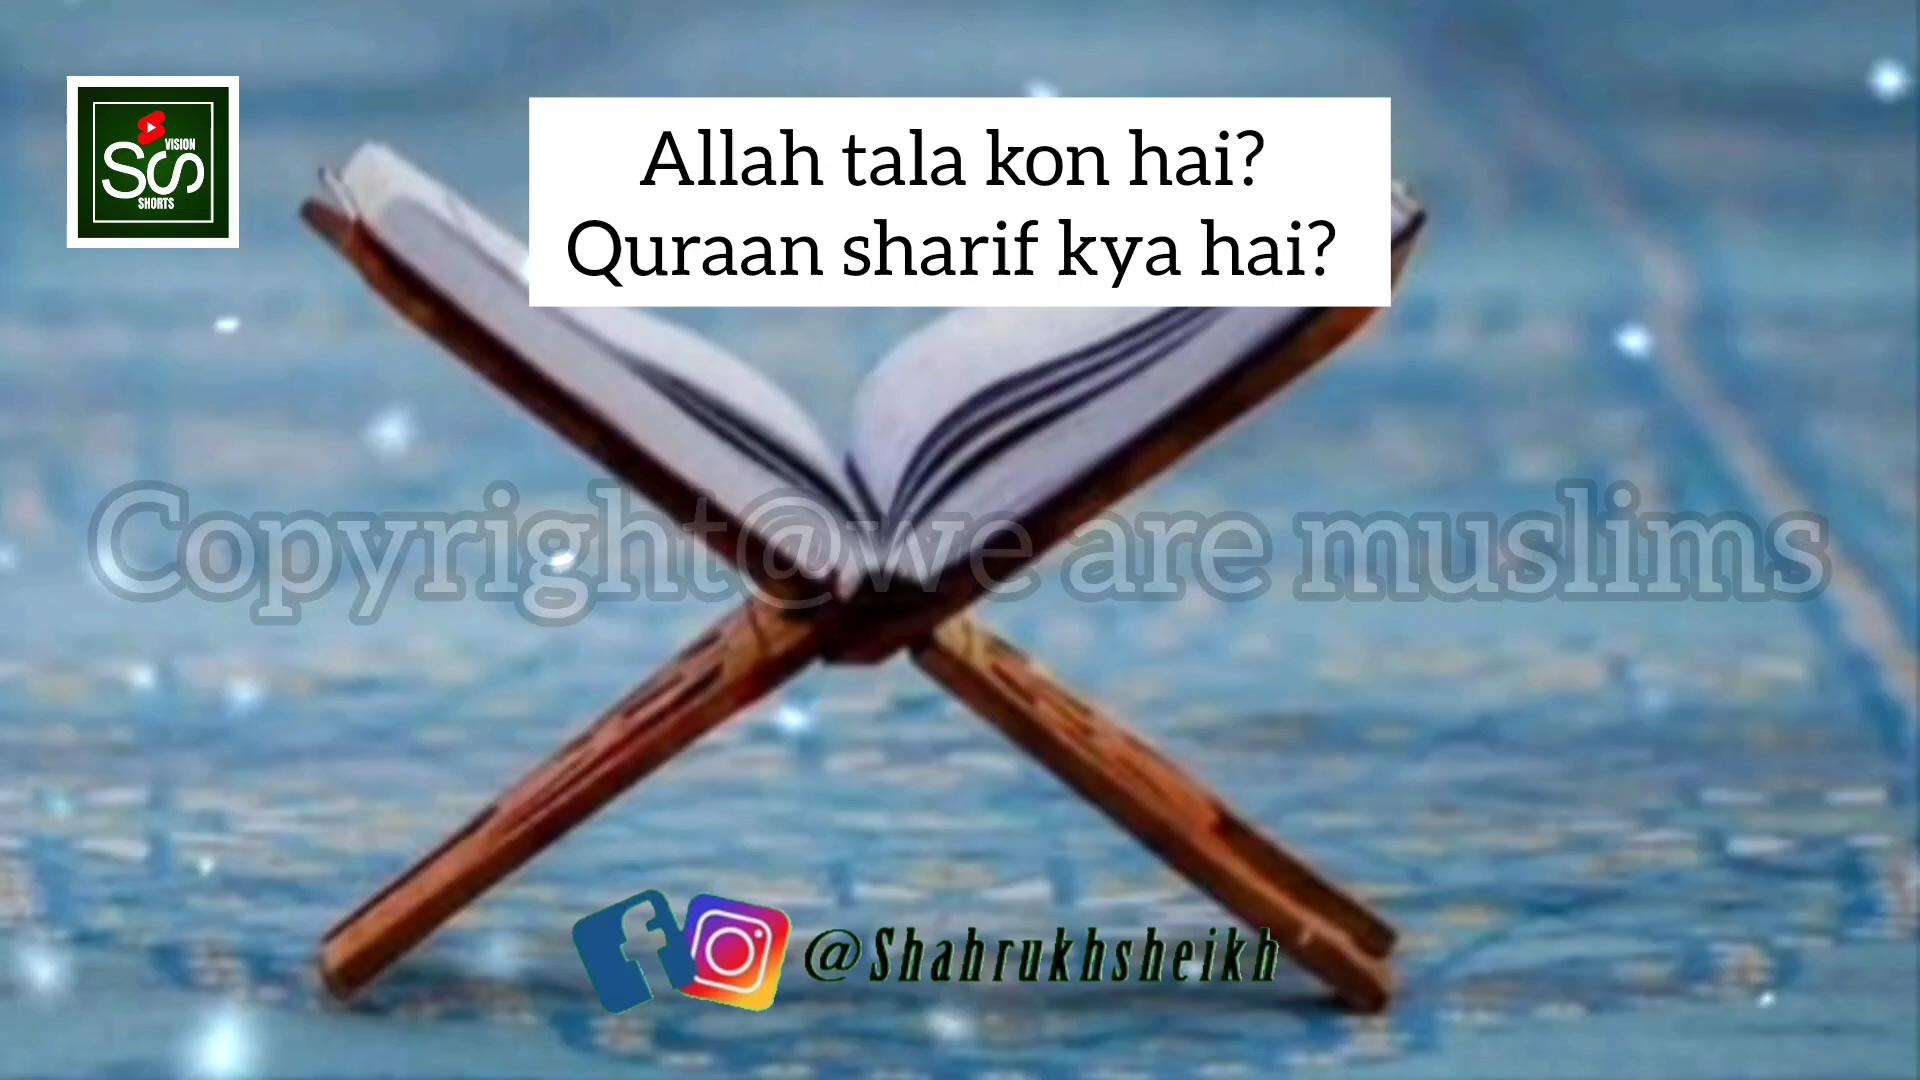 VISION
SS
SHORTS
Allah tala kon hai?
Quraan sharif kya hai?
Copyright@we are muslims
@Shahrukhsheikh